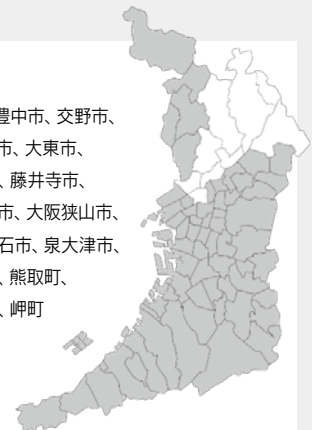 豊中市、交野市、
市、大東市、
、藤井寺市、
市、大阪狭山市、
石市、泉大津市、
、熊取町、
、岬町